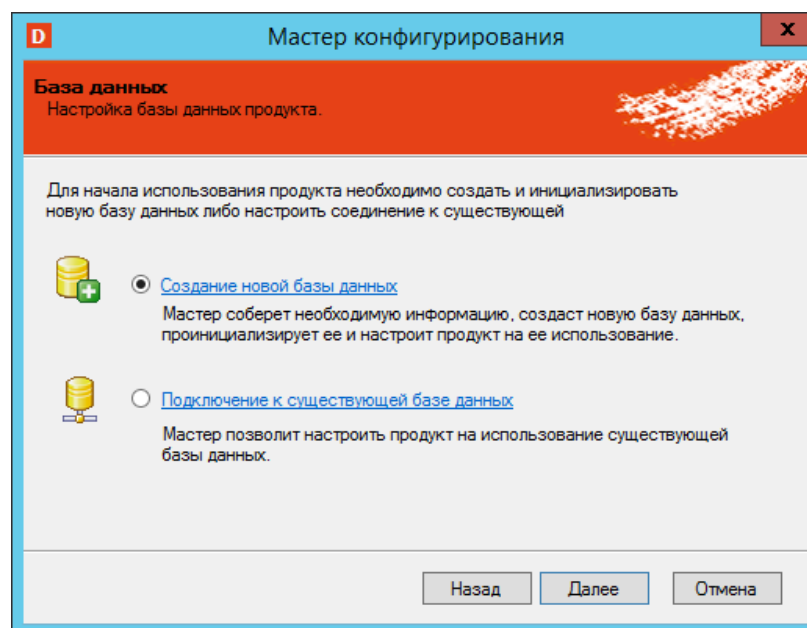 D
Мастер конфигурирования
x
База данных
Настройка базы данных продукта.
Для начала использования продукта необходимо создать и инициализировать
новую базу данных либо настроить соединение к существующей
Создание новой базы данных
Мастер соберет необходимую информацию, создаст новую базу данных,
проинициализирует ее и настроит продукт на ее использование.
Подключение к существующей базе данных
Мастер позволит настроить продукт на использование существующей
базы данных.
Назад
Далее
Отмена